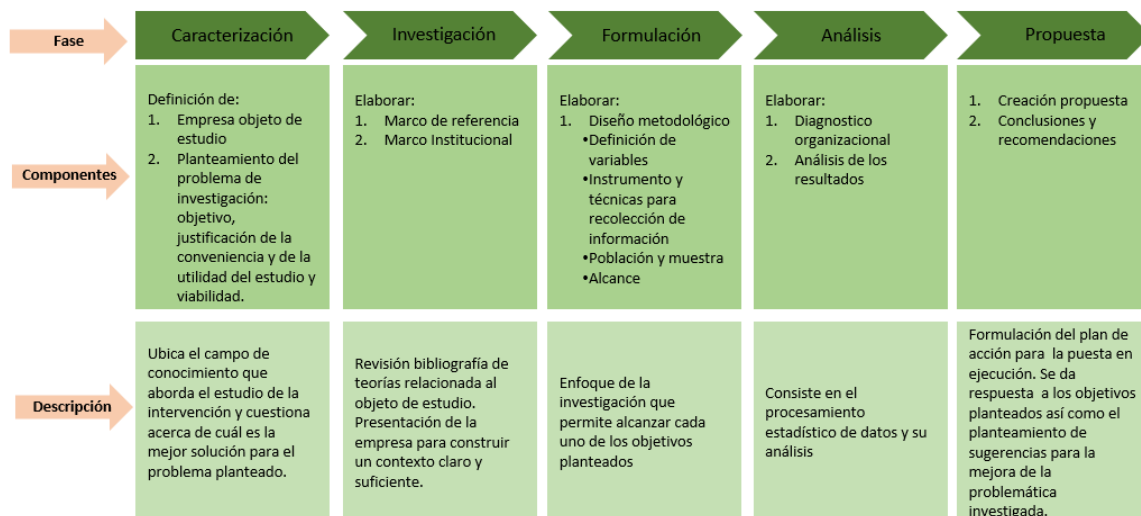 Fase
Caracterización
Investigación
Formulación
Análisis
Propuesta
Componentes
Definición de:
1. Empresa objeto de
estudio
2. Planteamiento del
problema de
investigación:
objetivo,
justificación de la
conveniencia y de la
utilidad del estudio y
viabilidad.
Elaborar:
1. Marco de referencia
2. Marco Institucional
Elaborar:
1. Diseño metodológico
•Definición de
variables
•Instrumento y
técnicas para
recolección de
información
•Población y muestra
•Alcance
Elaborar:
1. Diagnostico
organizacional
2. Análisis de los
resultados
1. Creación propuesta
2. Conclusiones y
recomendaciones
Descripción
Ubica el campo de
conocimiento que
aborda el estudio de la
intervención y cuestiona
acerca de cuál es la
mejor solución para el
problema planteado.
Revisión bibliografía de
teorías relacionada al
objeto de estudio.
Presentación de la
empresa para construir
un contexto claro y
suficiente.
Enfoque de la
investigación que
permite alcanzar cada
uno de los objetivos
planteados
Consiste en el
procesamiento
estadístico de datos y su
análisis
Formulación del plan de
acción para la puesta en
ejecución. Se da
respuesta a los objetivos
planteados así como el
planteamiento de
sugerencias para la
mejora de la
problemática
investigada.